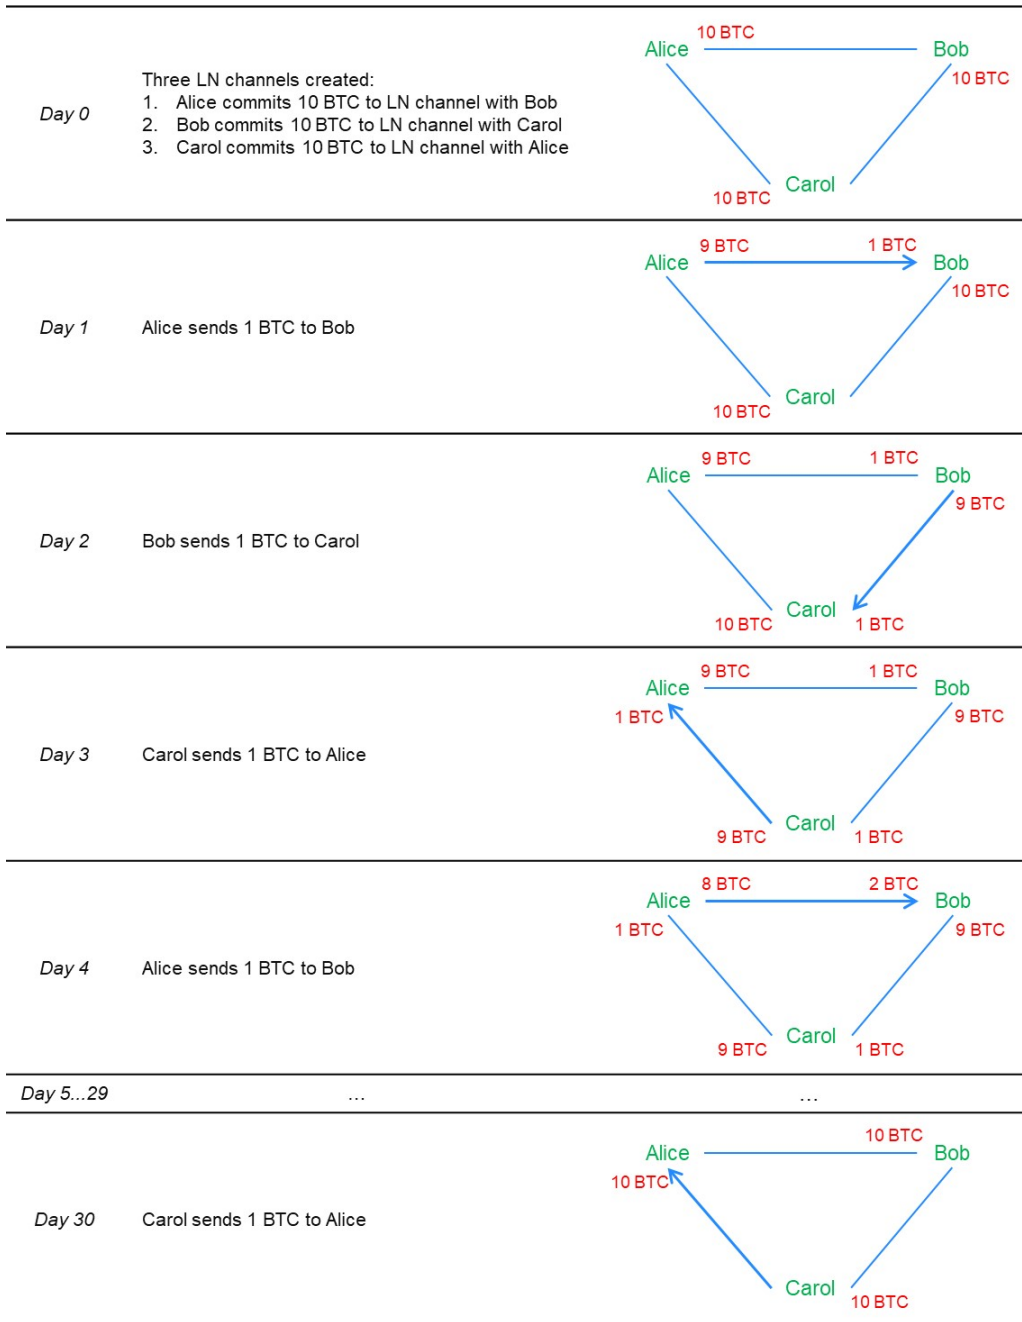 10 BTC
Alice Bob
Three LN channels created:
10 BTC
1. Alice commits 10 BTC to LN channel with Bob
Day 0
2. Bob commits 10 BTC to LN channel with Carol
3. Carol commits 10 BTC to LN channel with Alice
Carol
10 BTC
9 BTC 1 BTC
Alice Bob
10 BTC
Day 1 Alice sends 1 BTC to Bob
Carol
10 BTC
9 BTC 1 BTC
Alice Bob
9 BTC
Day 2 Bob sends 1 BTC to Carol
Carol
10 BTC 1 BTC
9 BTC 1 BTC
Alice Bob
1 BTC 9 BTC
Day 3 Carol sends 1 BTC to Alice
Carol
9 BTC 1 BTC
8 BTC 2 BTC
Alice Bob
1 BTC 9 BTC
Day 4 Alice sends 1 BTC to Bob
Carol
9 BTC 1 BTC
Day 5...29 ... ...
10 BTC
Alice Bob
10 BTC
Day 30 Carol sends 1 BTC to Alice
Carol
10 BTC